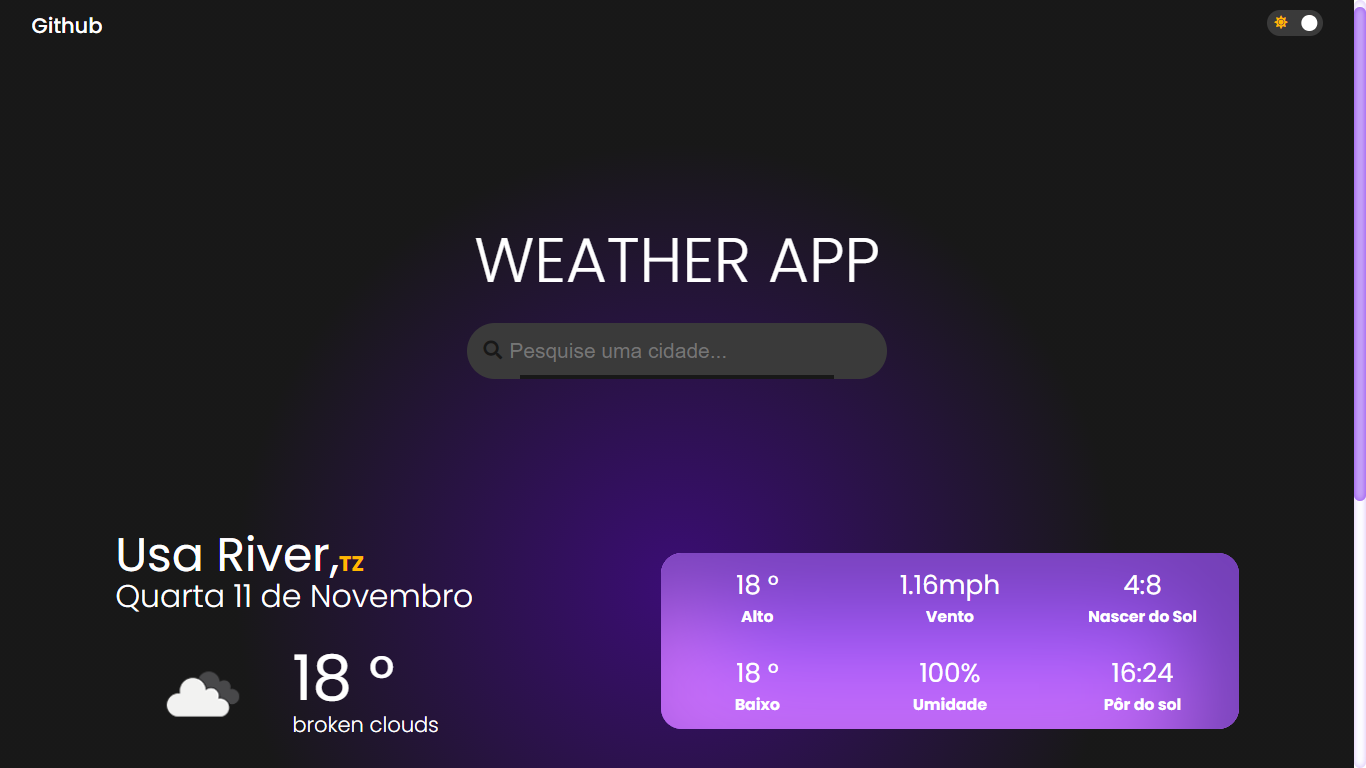 Github
WEATHER APP
Pesquise uma cidade...
Usa River,TZ
Quarta 11 de Novembro
18 º
broken clouds
18 º 1.16mph 4:8
Alto Vento Nascer do Sol
18 º 100% 16:24
Baixo Umidade Pôr do sol